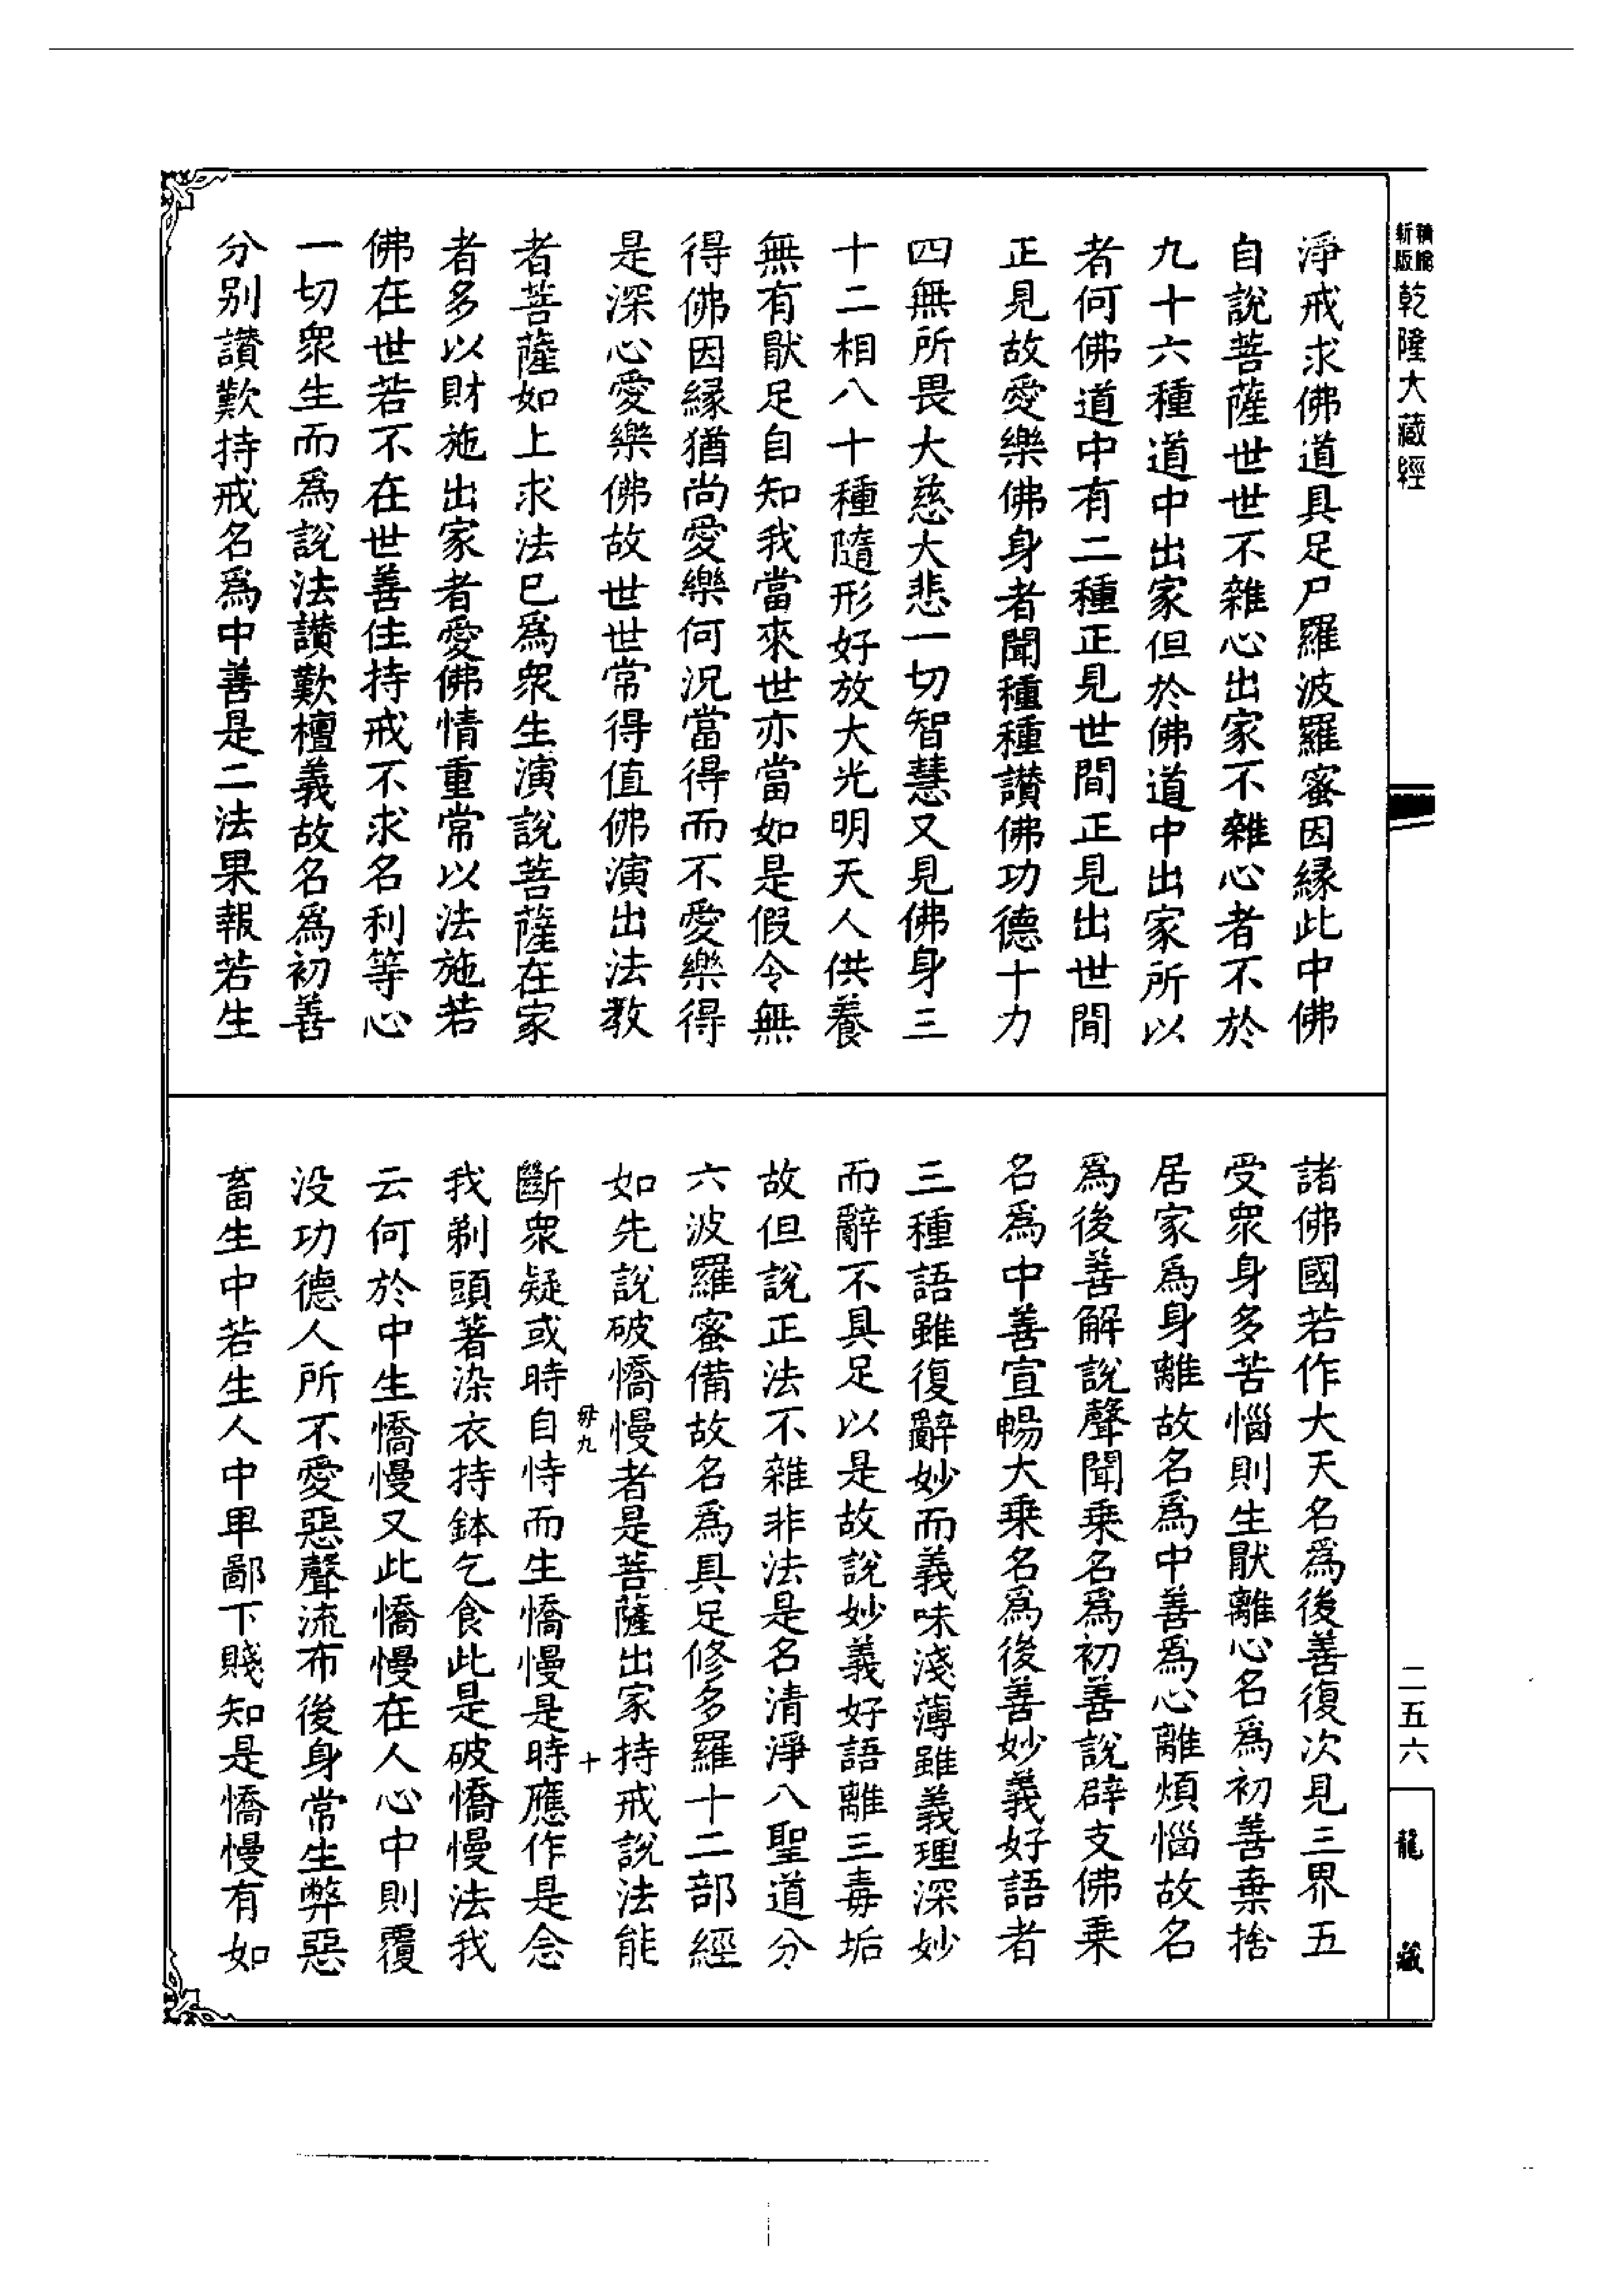 新版精縮乾隆大藏經
淨戒求佛道具足尸羅波羅蜜因緣此中佛
自說菩薩世世不雜心出家不雜心者不於
九十六種道中出家但於佛道中出家所以
者何佛道中有二種正見世間正見出世間
正見故愛樂佛身者聞種種讃佛功德十力
四無所畏大慈大悲一切智慧又見佛身三
十二相八十種隨形好放大光明天人供養
無有猒足自知我當來世亦當如是假令無
得佛因緣猶尚愛樂何況當得而不愛樂得
是深心愛樂佛故世世常得值佛演出法教
者菩薩如上求法已爲衆生演說菩薩在家
者多以財施出家者愛佛情重常以法施若
佛在世若不在世善住持戒不求名利等心
一切衆生而爲說法讃歎檀義故名爲初善
分別讃歎持戒名爲中善是二法果報若生
諸佛國若作大天名爲後善復次見三界五
受衆身多苦惱則生猒離心名爲初善棄捨
居家爲身離故名爲中善爲心離煩惱故名
爲後善解說聲聞乘名爲初善說辟支佛乘
名爲中善宣暢大乘名爲後善妙義好語者
三種語雖復辭妙而義味淺薄雖義理深妙
而辭不具足以是故說妙義好語離三毒垢
故但說正法不雜非法是名清淨八聖道分
六波羅蜜備故名爲具足修多羅十二部經
如先說破憍慢者是菩薩出家持戒說法能
毋九 十
斷衆疑或時自恃而生憍慢是時應作是念
我剃頭著染衣持鉢乞食此是破憍慢法我
云何於中生憍慢又此憍慢在人心中則覆
没功德人所不愛惡聲流布後身常生弊惡
畜生中若生人中卑鄙下賤知是憍慢有如
二五六
龍藏